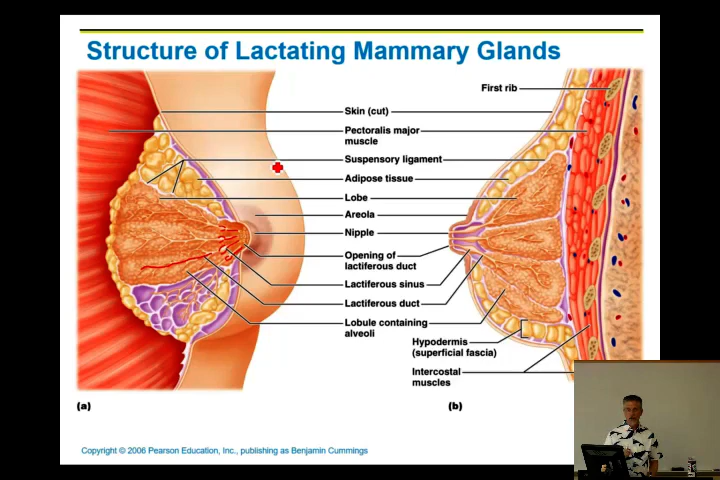 Structure of Lactating Mammary Glands
First rib
Skin (cut)
Pectoralis major
muscle
Suspensory ligament
Adipose tissue
Lobe
Areola
Nipple
Opening of
lactiferous duct
Lactiferous sinus
Lactiferous duct
Lobule containing
alveoli
Hypodermis
(superficial fascia)
Intercostal
muscles
(a)
(b)
Copyright © 2006 Pearson Education, Inc., publishing as Benjamin Cummings